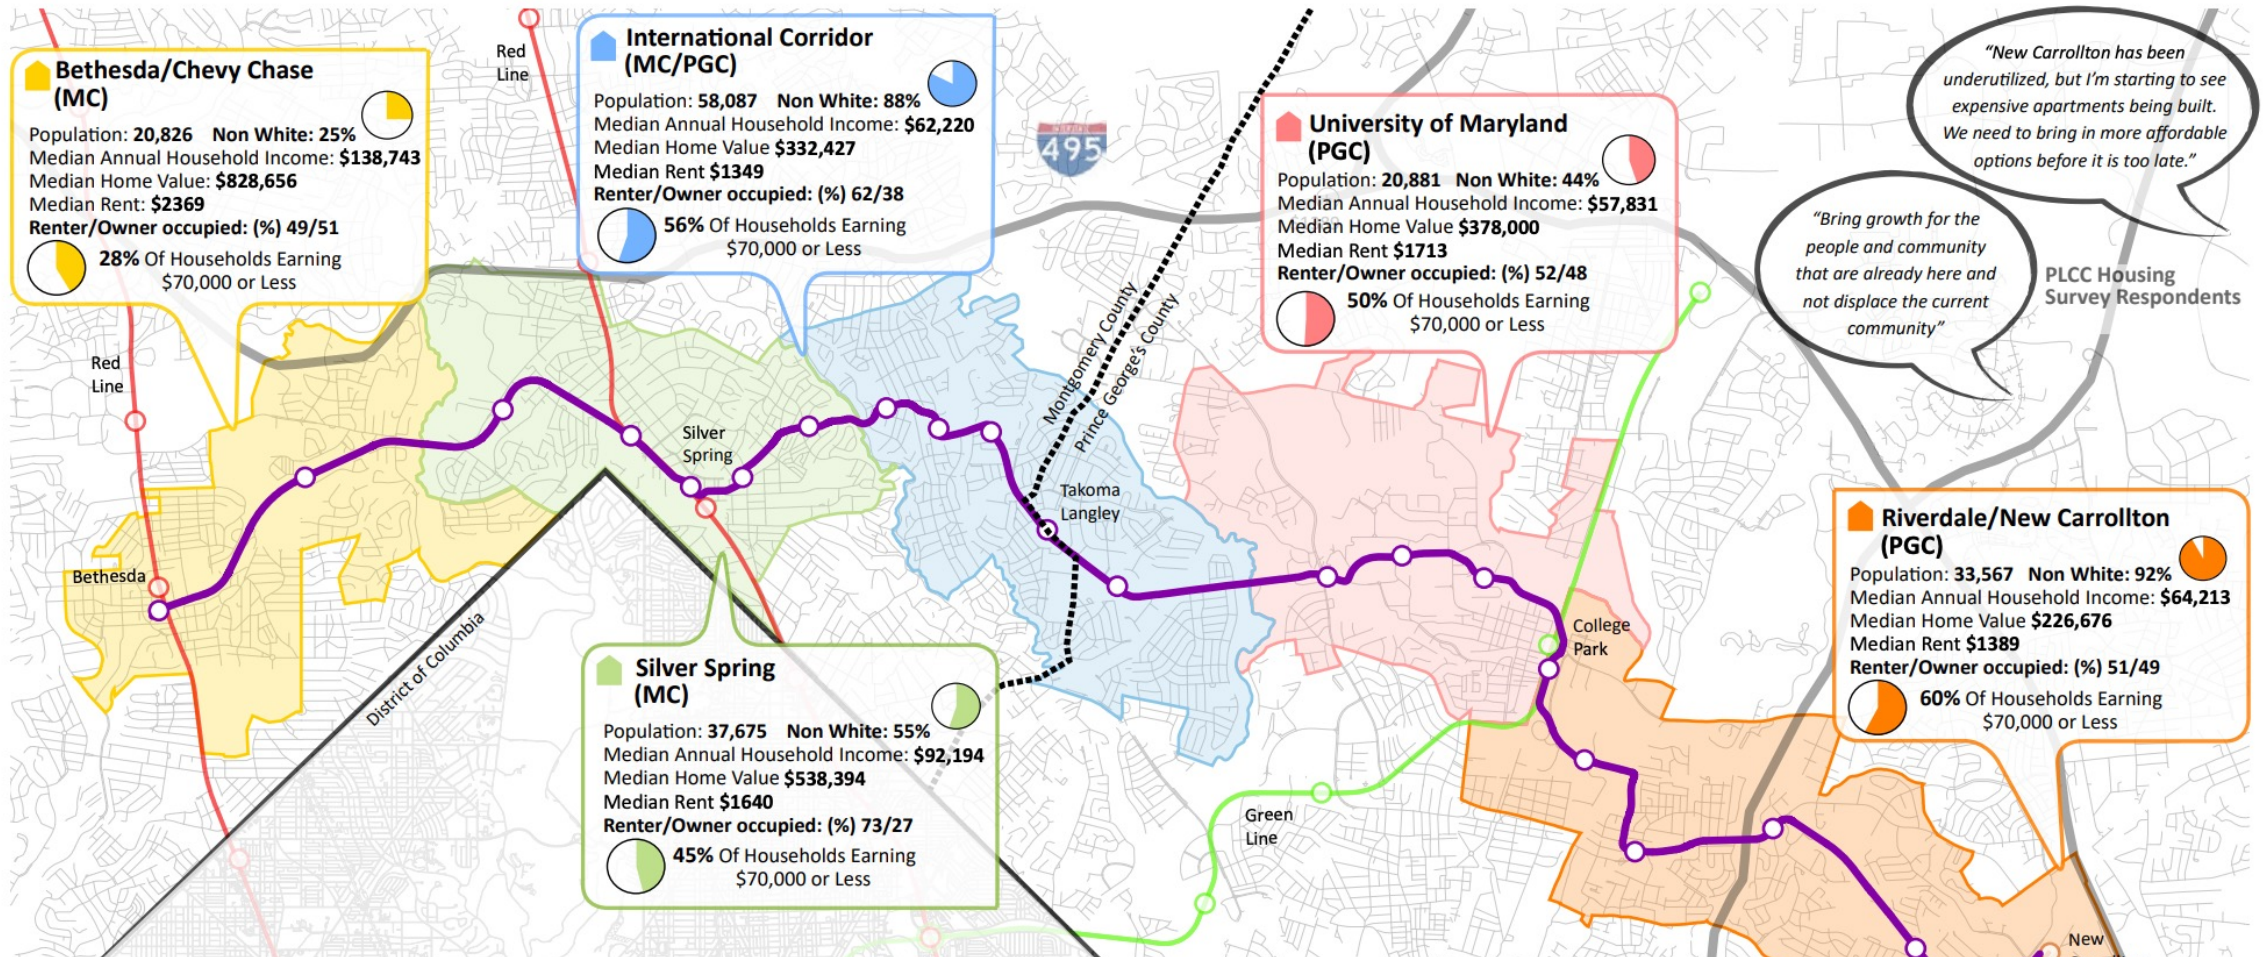 Bethesda/Chevy Chase
(MC)
Population: 20,826 Non White: 25%
Median Annual Household Income: $138,743
Median Home Value: $828,656
Median Rent: $2369
Renter/Owner occupied: (%) 49/51
28% Of Households Earning
$70,000 or Less
Red
Line
International Corridor
(MC/PGC)
Population: 58,087 Non White: 88%
Median Annual Household Income: $62,220
Median Home Value $332,427
Median Rent $1349
Renter/Owner occupied: (%) 62/38
56% Of Households Earning
$70,000 or Less
INTERSTATE
495
University of Maryland
(PGC)
Population: 20,881 Non White: 44%
Median Annual Household Income: $57,831
Median Home Value $378,000
Median Rent $1713
Renter/Owner occupied: (%) 52/48
50% Of Households Earning
$70,000 or Less
“New Carrollton has been
underutilized, but I’m starting to see
expensive apartments being built.
We need to bring in more affordable
options before it is too late.”
“Bring growth for the
people and community
that are already here and
not displace the current
community”
PLCC Housing
Survey Respondents
Red
Line
Montgomery County
Prince George’s County
Silver
Spring
Takoma
Langley
Bethesda
District of Columbia
College
Park
Silver Spring
(MC)
Population: 37,675 Non White: 55%
Median Annual Household Income: $92,194
Median Home Value $538,394
Median Rent $1640
Renter/Owner occupied: (%) 73/27
45% Of Households Earning
$70,000 or Less
Riverdale/New Carrollton
(PGC)
Population: 33,567 Non White: 92%
Median Annual Household Income: $64,213
Median Home Value $226,676
Median Rent $1389
Renter/Owner occupied: (%) 51/49
60% Of Households Earning
$70,000 or Less
Green
Line
New